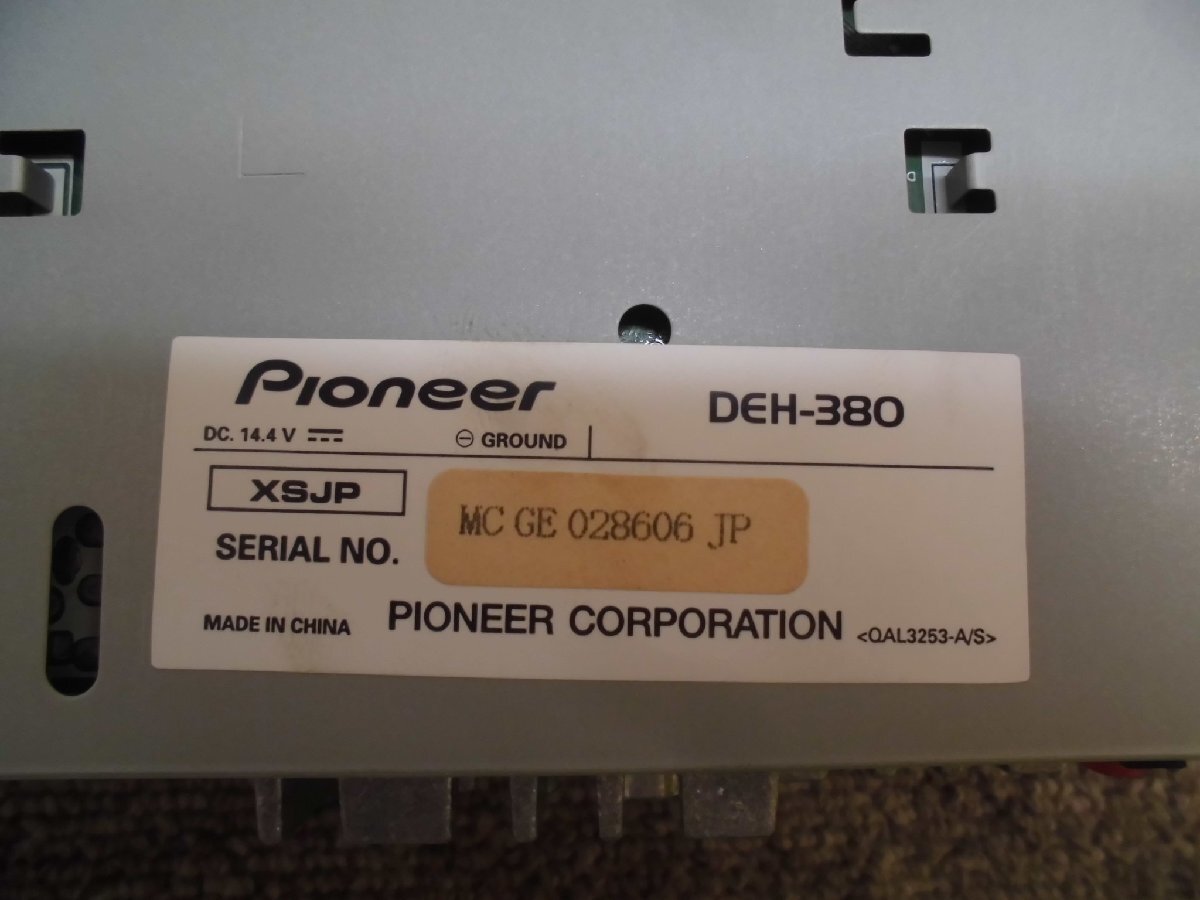 Pioneer DEH-380
DC. 14.4 V ⊖ GROUND
XSJP
MC GE 028606 JP
SERIAL NO.
MADE IN CHINA PIONEER CORPORATION <QAL3253-A/S>